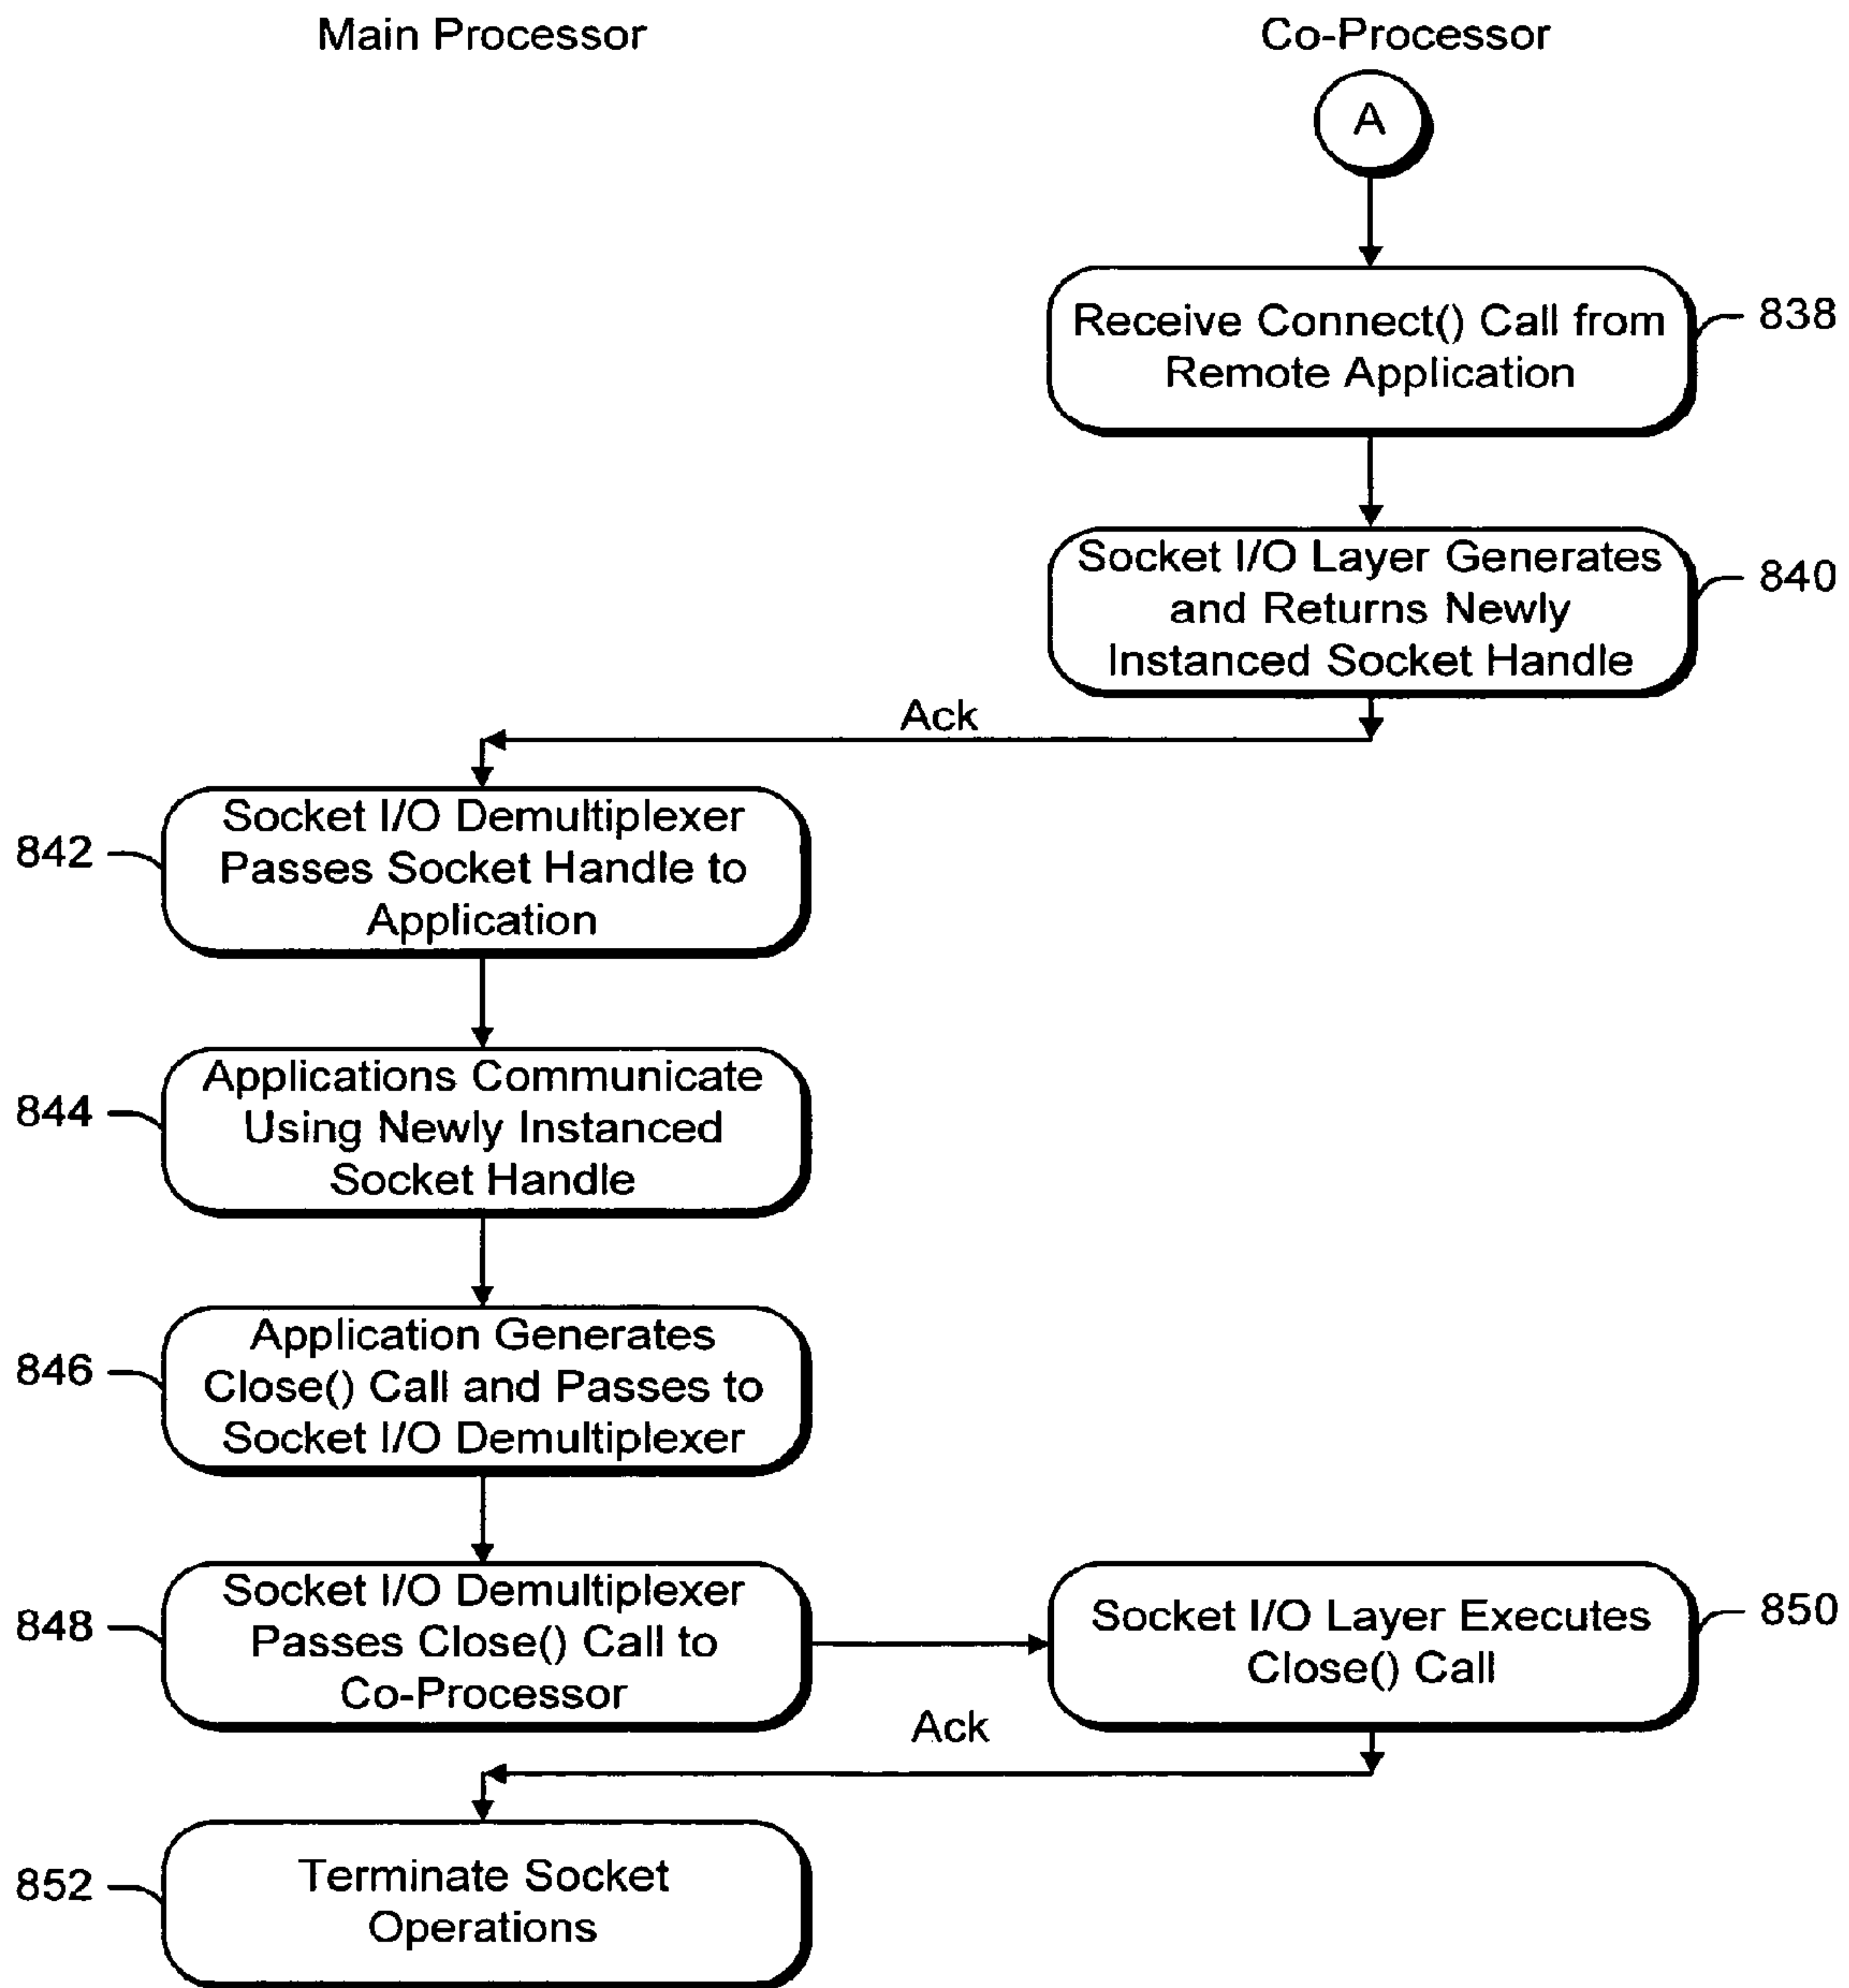 Main Processor
Co-Processor
A
Receive Connect() Call from
Remote Application
838
Socket I/O Layer Generates
and Returns Newly
Instanced Socket Handle
840
Ack
842
Socket I/O Demultiplexer
Passes Socket Handle to
Application
844
Applications Communicate
Using Newly Instanced
Socket Handle
846
Application Generates
Close() Call and Passes to
Socket I/O Demultiplexer
848
Socket I/O Demultiplexer
Passes Close() Call to
Co-Processor
Socket I/O Layer Executes
Close() Call
850
Ack
852
Terminate Socket
Operations